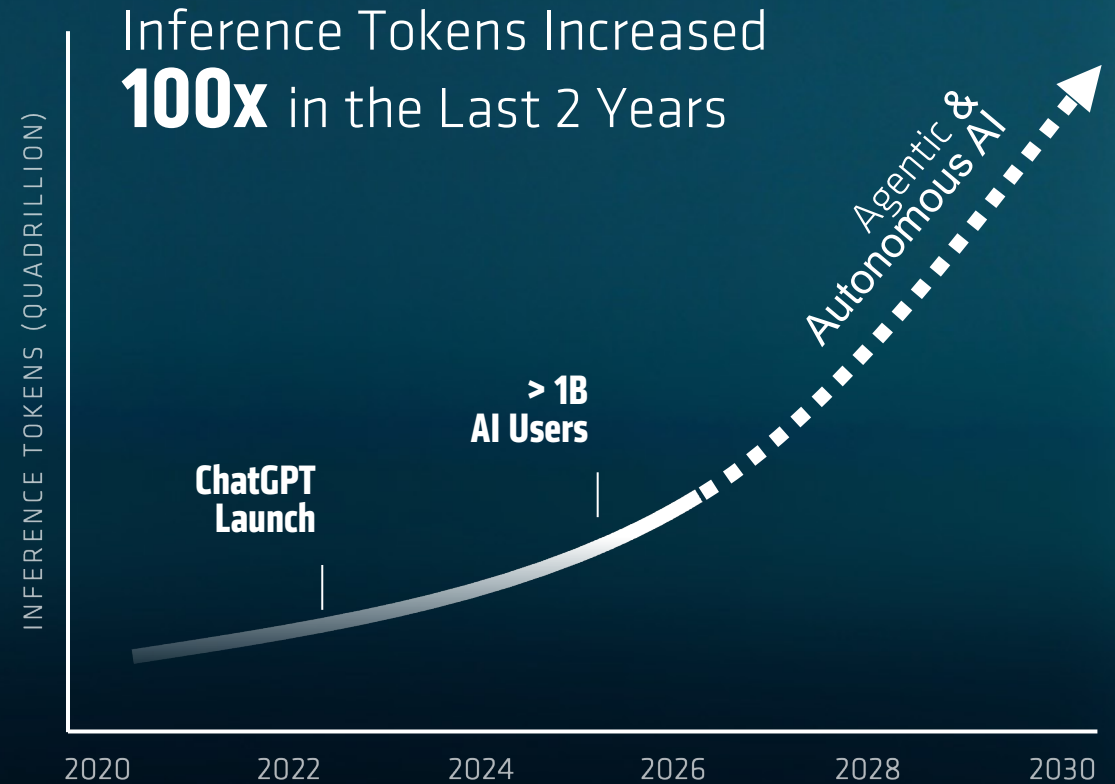 Inference Tokens Increased
100x in the Last 2 Years
INFERENCE TOKENS (QUADRILLION)
Agentic &
Autonomous AI
> 1B
AI Users
ChatGPT
Launch
2020 2022 2024 2026 2028 2030